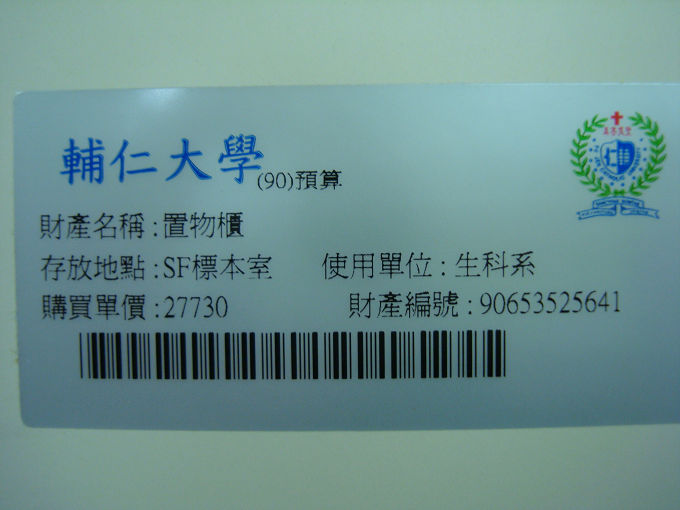 輔仁大學 (90)預算
財產名稱 : 置物櫃
存放地點 : SF標本室 使用單位 : 生科系
購買單價 : 27730 財產編號 : 90653525641